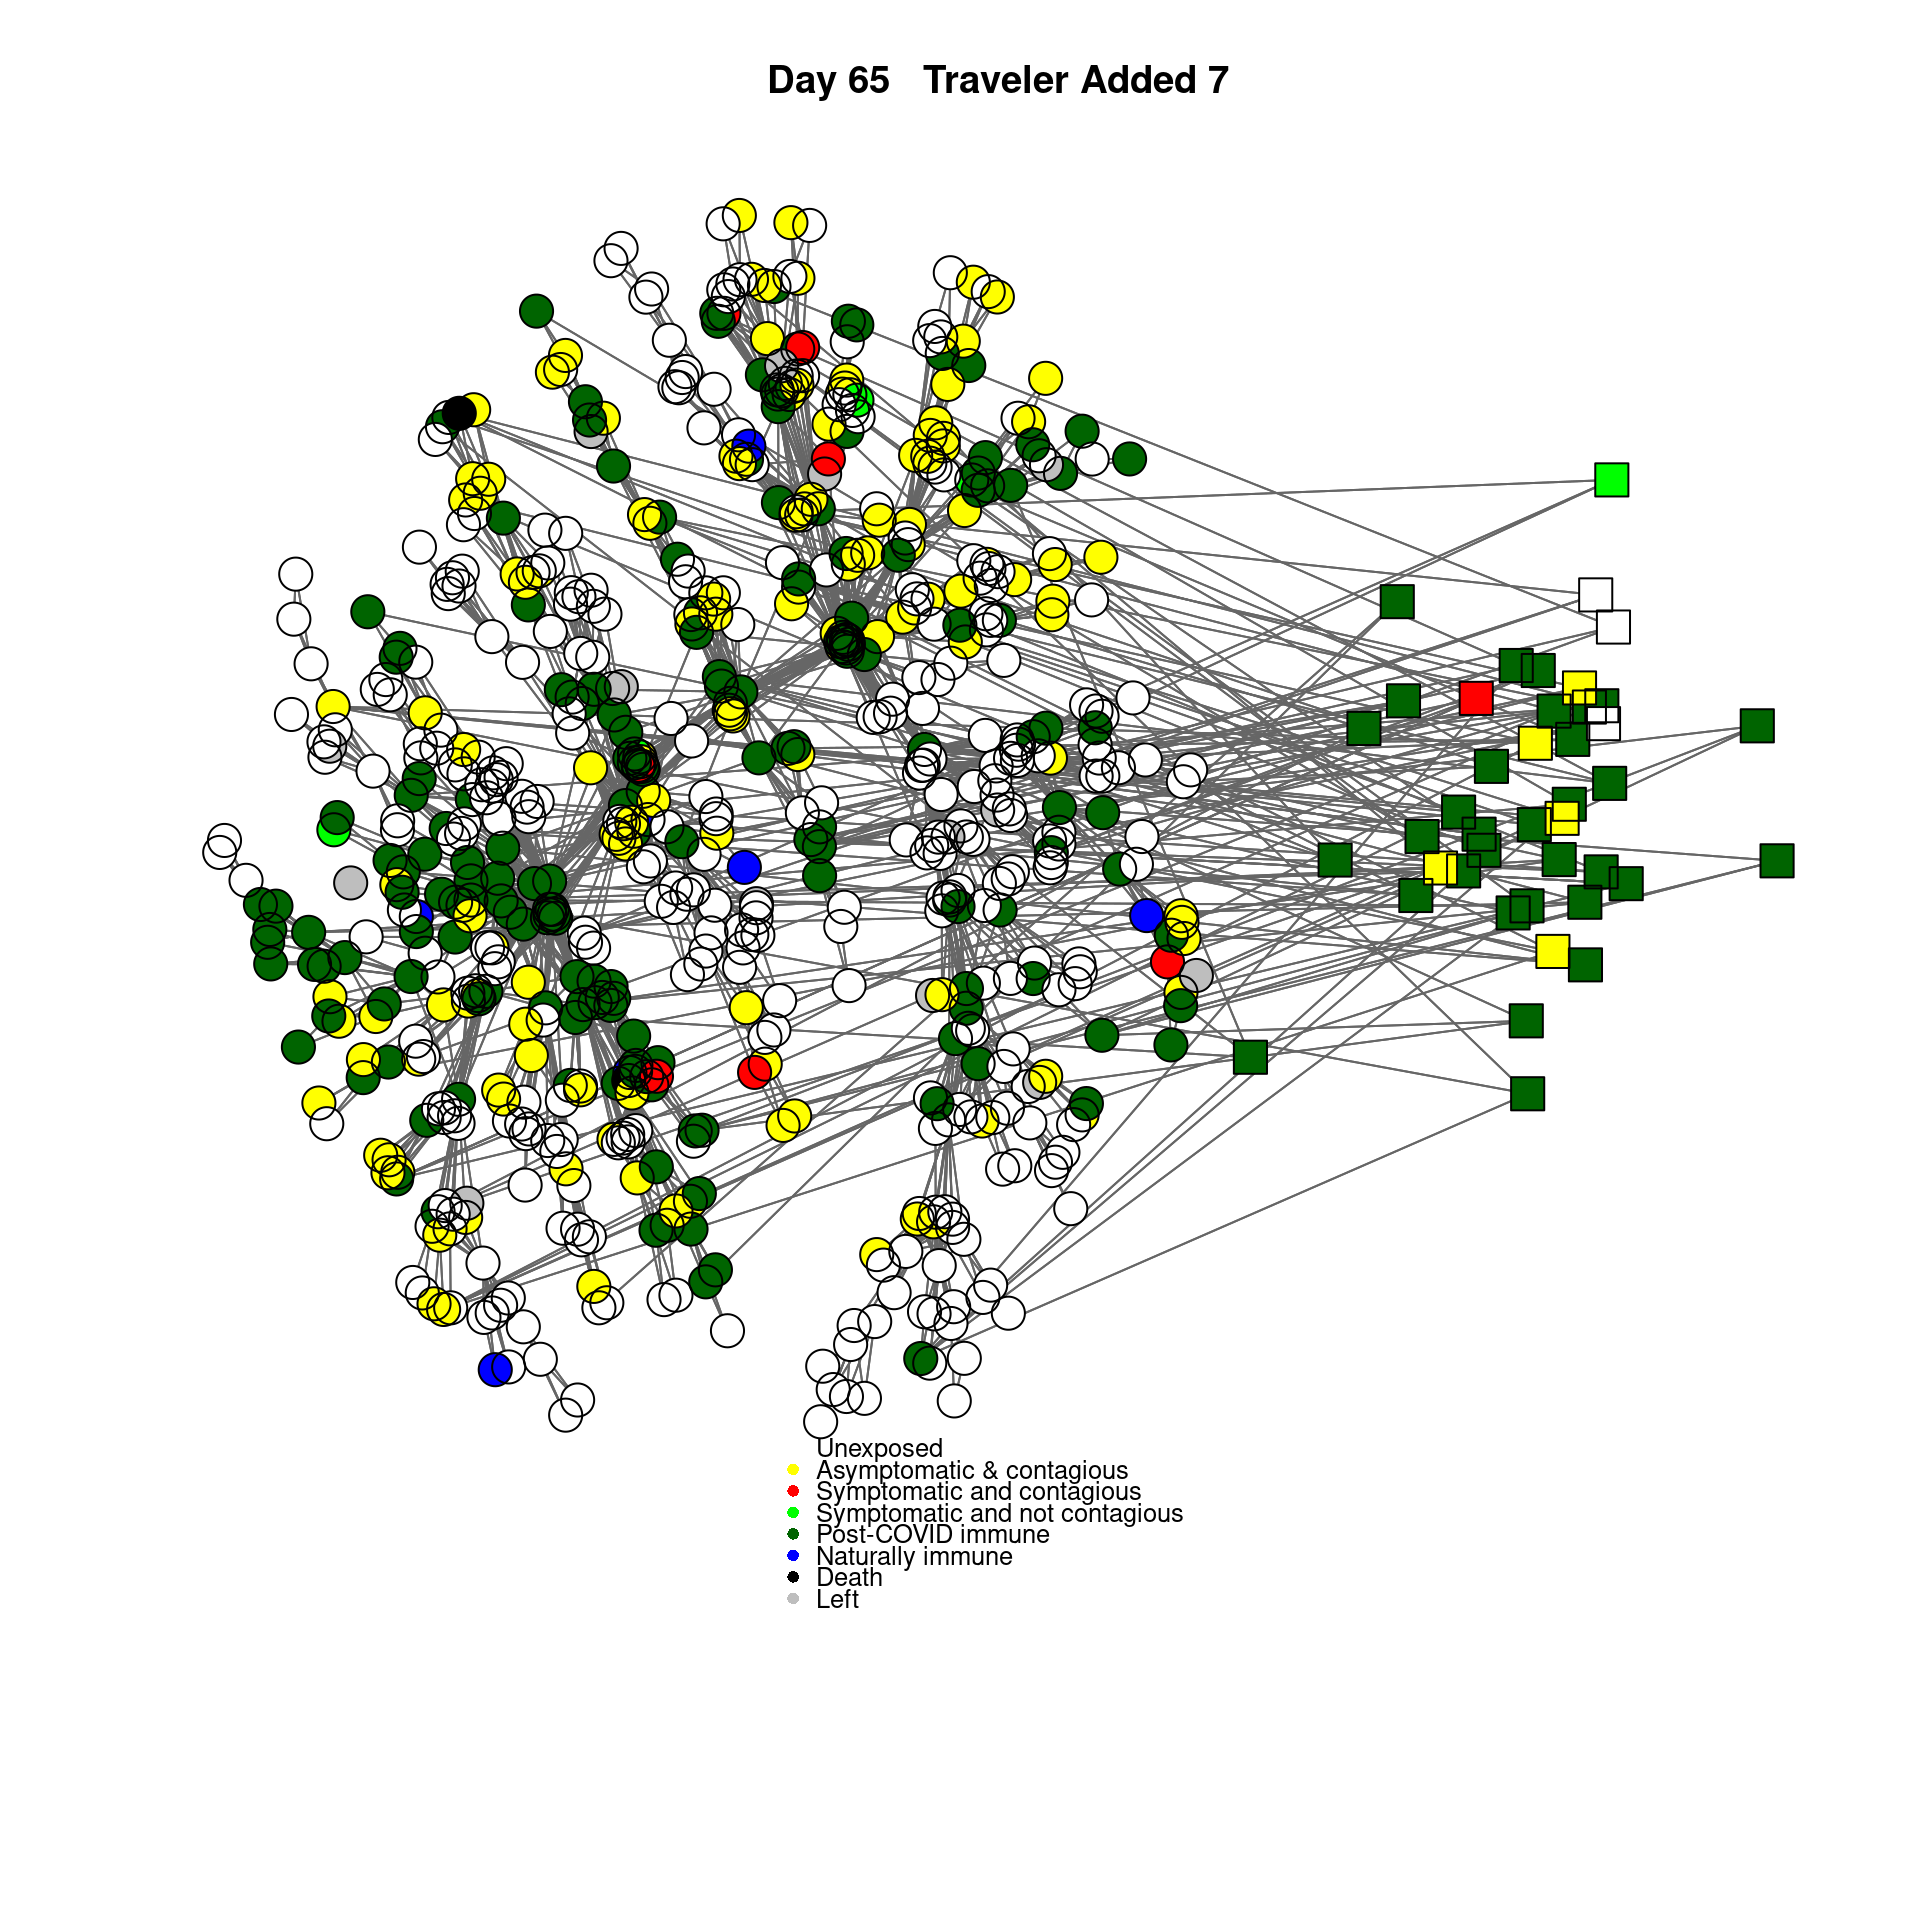 Day 65   Traveler Added 7
Unexposed
Asymptomatic & contagious
Symptomatic and contagious
Symptomatic and not contagious
Post-COVID immune
Naturally immune
Death
Left